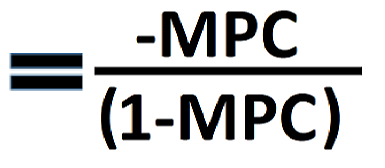 = -MPC
(1-MPC)